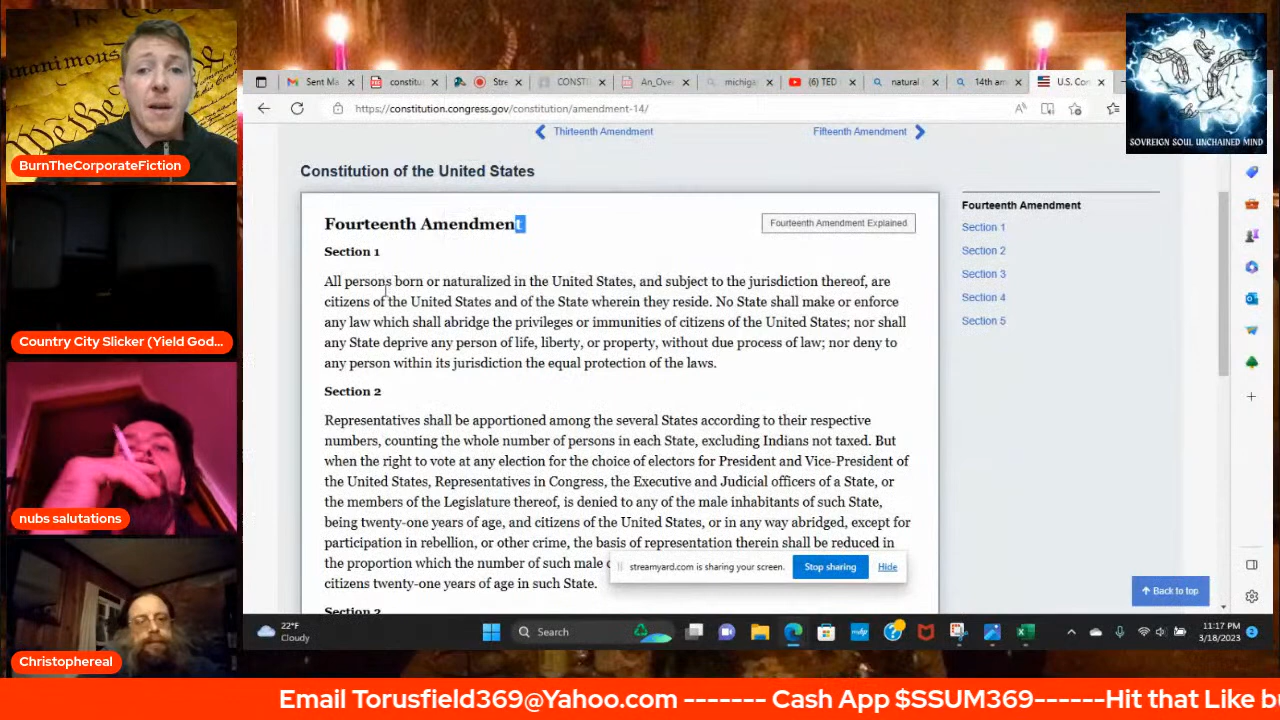 BurnTheCorporateFiction
Country City Slicker (Yield God...
nubs salutations
Christophereal
Sent Ma
constitu
Stre
CONSTI
An_Ove
michig
(6) TED
natural
14th am
U.S. Con
https://constitution.congress.gov/constitution/amendment-14/
SOVREIGN SOUL UNCHAINED MIND
Thirteenth Amendment
Fifteenth Amendment
Constitution of the United States
Fourteenth Amendment
Fourteenth Amendment Explained
Section 1
All persons born or naturalized in the United States, and subject to the jurisdiction thereof, are
citizens of the United States and of the State wherein they reside. No State shall make or enforce
any law which shall abridge the privileges or immunities of citizens of the United States; nor shall
any State deprive any person of life, liberty, or property, without due process of law; nor deny to
any person within its jurisdiction the equal protection of the laws.
Section 2
Representatives shall be apportioned among the several States according to their respective
numbers, counting the whole number of persons in each State, excluding Indians not taxed. But
when the right to vote at any election for the choice of electors for President and Vice-President of
the United States, Representatives in Congress, the Executive and Judicial officers of a State, or
the members of the Legislature thereof, is denied to any of the male inhabitants of such State,
being twenty-one years of age, and citizens of the United States, or in any way abridged, except for
participation in rebellion, or other crime, the basis of representation therein shall be reduced in
the proportion which the number of such male c
citizens twenty-one years of age in such State.
Fourteenth Amendment
Section 1
Section 2
Section 3
Section 4
Section 5
streamyard.com is sharing your screen.
Stop sharing
Hide
Back to top
22°F
Cloudy
Search
11:17 PM
3/18/2023
Email Torusfield369@Yahoo.com ------- Cash App $SSUM369------Hit that Like b